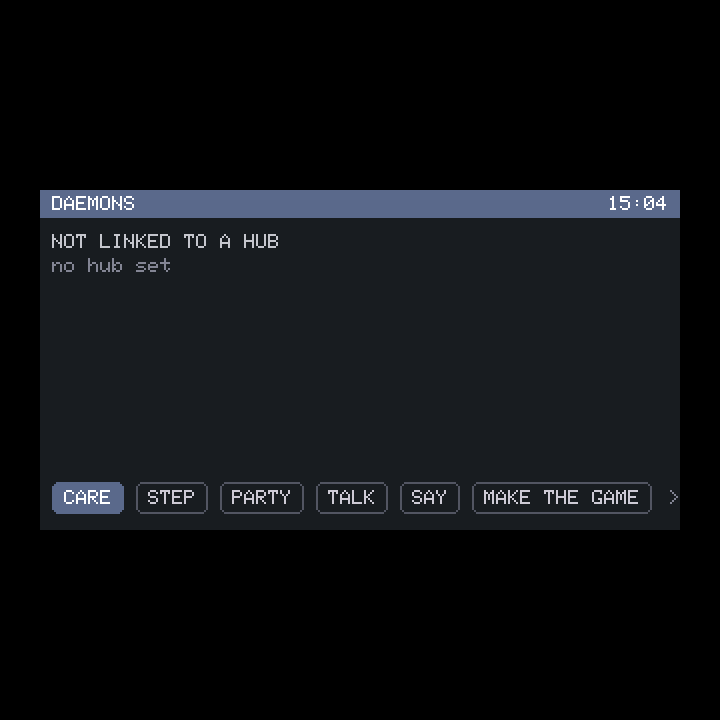 DAEMONS 15:04
NOT LINKED TO A HUB
no hub set
CARE STEP PARTY TALK SAY MAKE THE GAME >